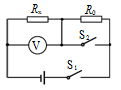 Rx R0
V S2
S1